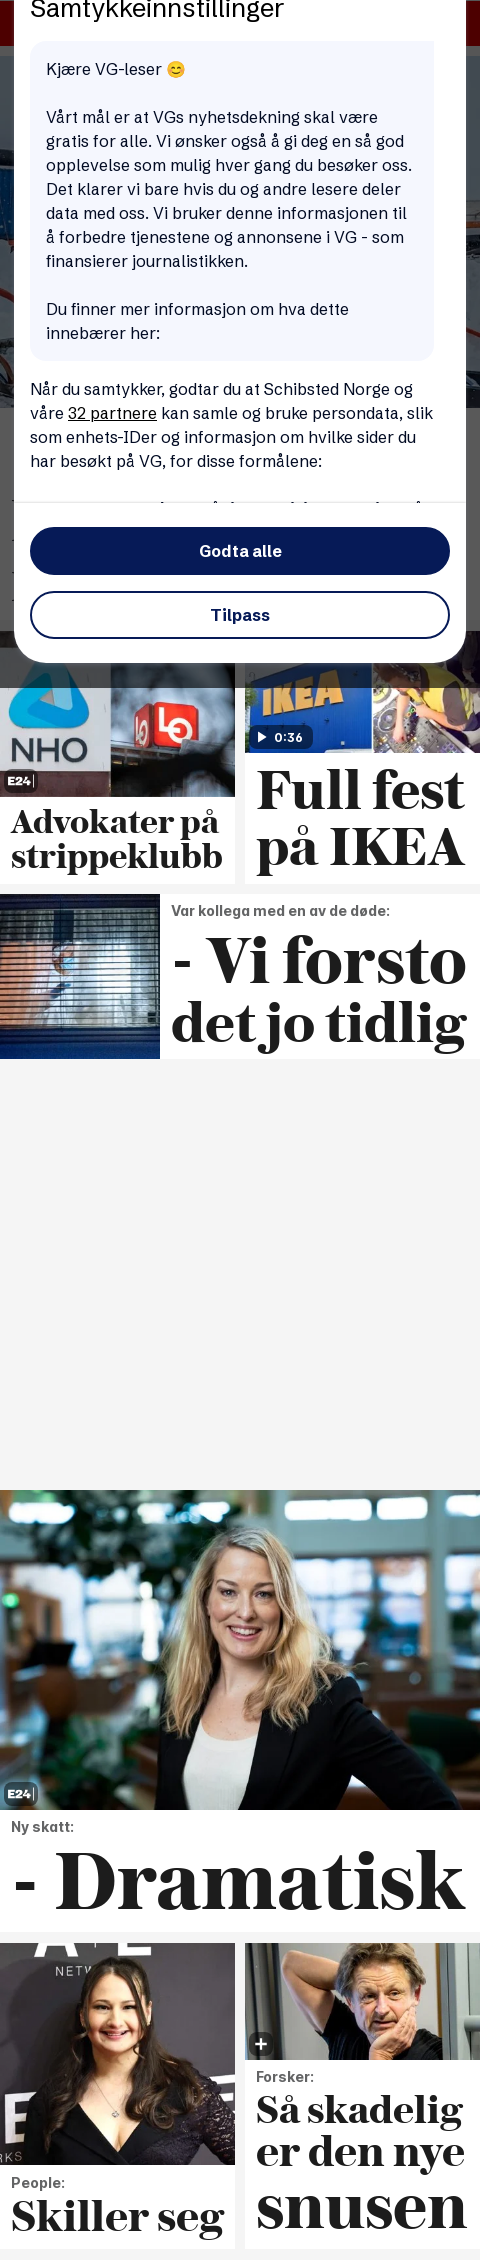 Samtykkeinnstillinger
Kjære VG-leser 😊
Vårt mål er at VGs nyhetsdekning skal være
gratis for alle. Vi ønsker også å gi deg en så god
opplevelse som mulig hver gang du besøker oss.
Det klarer vi bare hvis du og andre lesere deler
data med oss. Vi bruker denne informasjonen til
å forbedre tjenestene og annonsene i VG - som
finansierer journalistikken.
Du finner mer informasjon om hva dette
innebærer her:
Når du samtykker, godtar du at Schibsted Norge og
våre 32 partnere kan samle og bruke persondata, slik
som enhets-IDer og informasjon om hvilke sider du
har besøkt på VG, for disse formålene:
Godta alle
Tilpass
NHO
LO
E24
Advokater på
strippeklubb
IKEA
0:36
Full fest
på IKEA
Var kollega med en av de døde:
- Vi forsto
det jo tidlig
E24
Ny skatt:
- Dramatisk
NETW
RKS
People:
Skiller seg
+
Forsker:
Så skadelig
er den nye
snusen